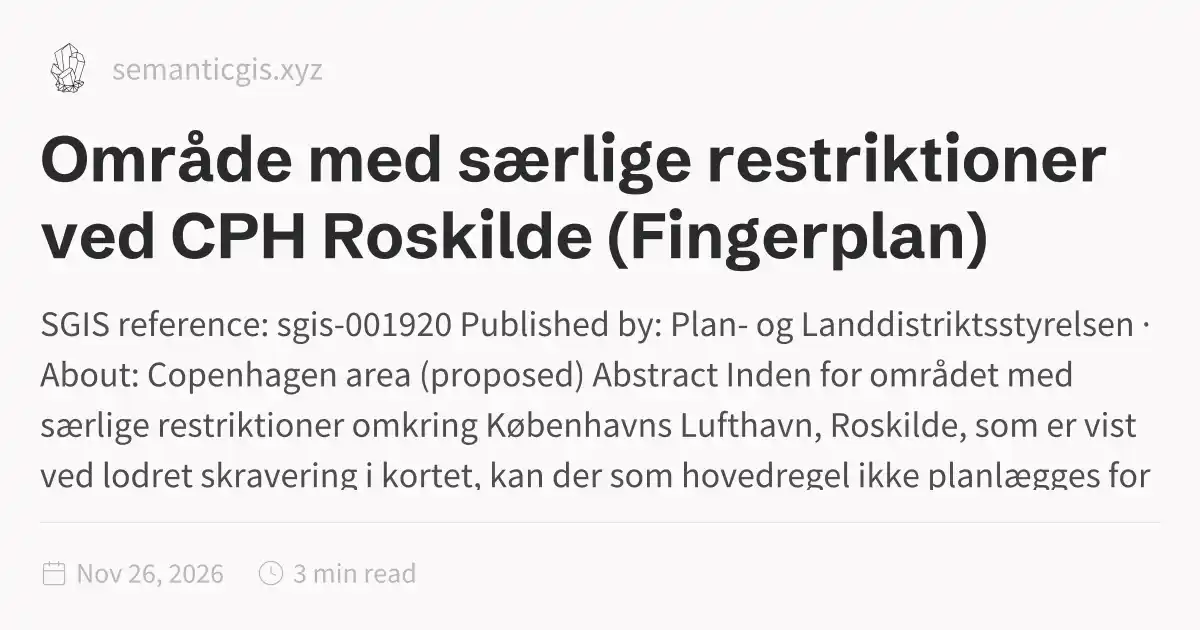 semanticgis.xyz
Område med særlige restriktioner
ved CPH Roskilde (Fingerplan)
SGIS reference: sgis-001920 Published by: Plan- og Landdistriktsstyrelsen ·
About: Copenhagen area (proposed) Abstract Inden for området med
særlige restriktioner omkring Københavns Lufthavn, Roskilde, som er vist
ved lodret skravering i kortet, kan der som hovedregel ikke planlægges for
Nov 26, 2026 3 min read